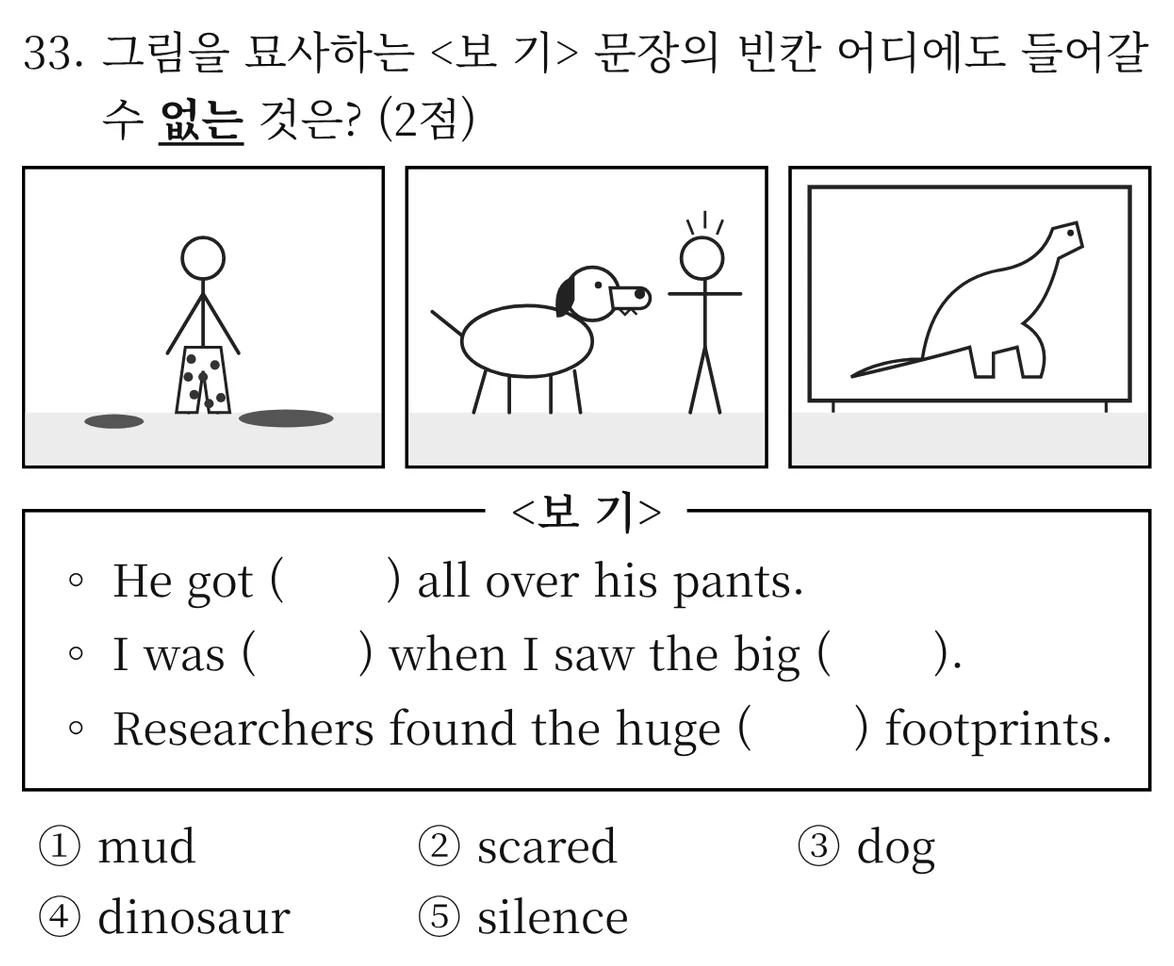 33. 그림을 묘사하는 <보 기> 문장의 빈칸 어디에도 들어갈
수 없는 것은? (2점)
<보 기>
◦ He got ( ) all over his pants.
◦ I was ( ) when I saw the big ( ).
◦ Researchers found the huge ( ) footprints.
① mud ② scared ③ dog
④ dinosaur ⑤ silence